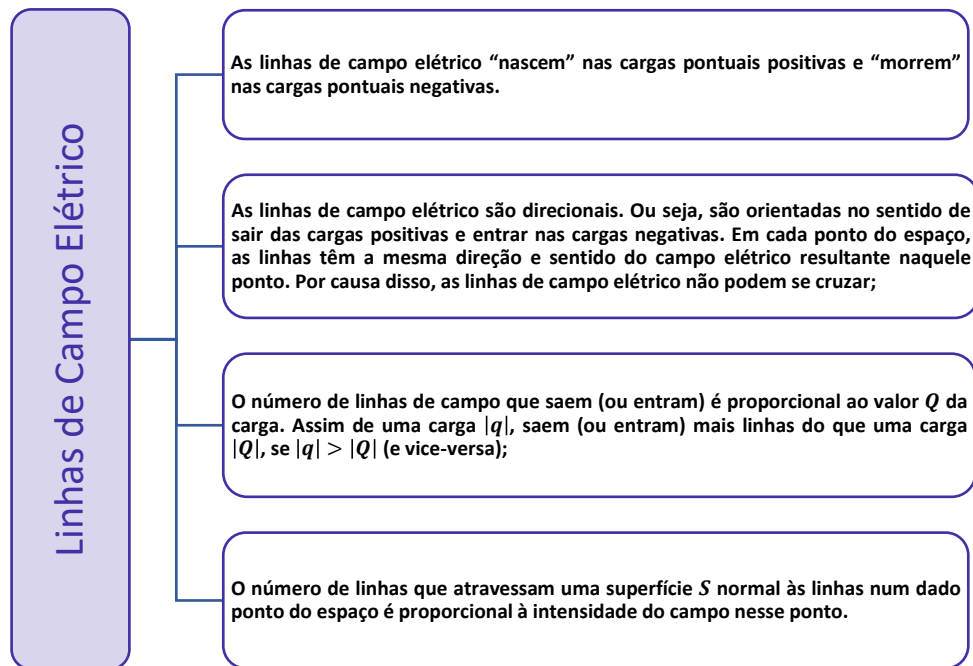 Linhas de Campo Elétrico
As linhas de campo elétrico “nascem” nas cargas pontuais positivas e “morrem”
nas cargas pontuais negativas.
As linhas de campo elétrico são direcionais. Ou seja, são orientadas no sentido de
sair das cargas positivas e entrar nas cargas negativas. Em cada ponto do espaço,
as linhas têm a mesma direção e sentido do campo elétrico resultante naquele
ponto. Por causa disso, as linhas de campo elétrico não podem se cruzar;
O número de linhas de campo que saem (ou entram) é proporcional ao valor Q da
carga. Assim de uma carga |q|, saem (ou entram) mais linhas do que uma carga
|Q|, se |q| > |Q| (e vice-versa);
O número de linhas que atravessam uma superfície S normal às linhas num dado
ponto do espaço é proporcional à intensidade do campo nesse ponto.